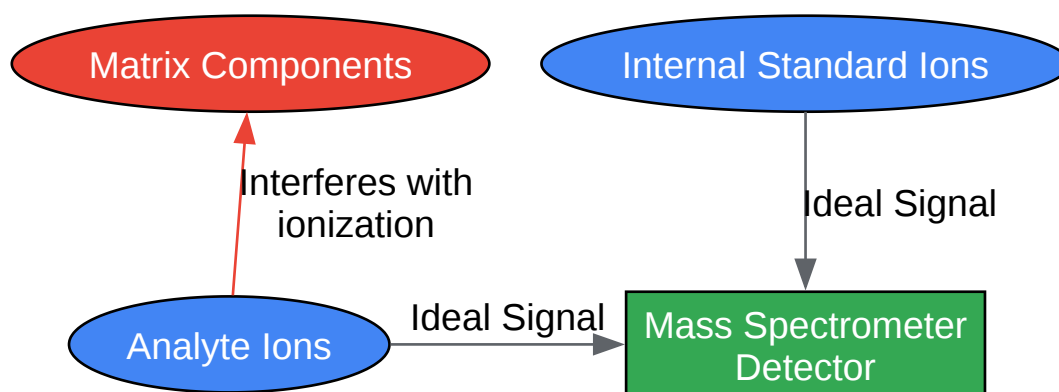 Matrix Components
Internal Standard Ions
Interferes with
ionization
Ideal Signal
Analyte Ions
Ideal Signal
Mass Spectrometer
Detector